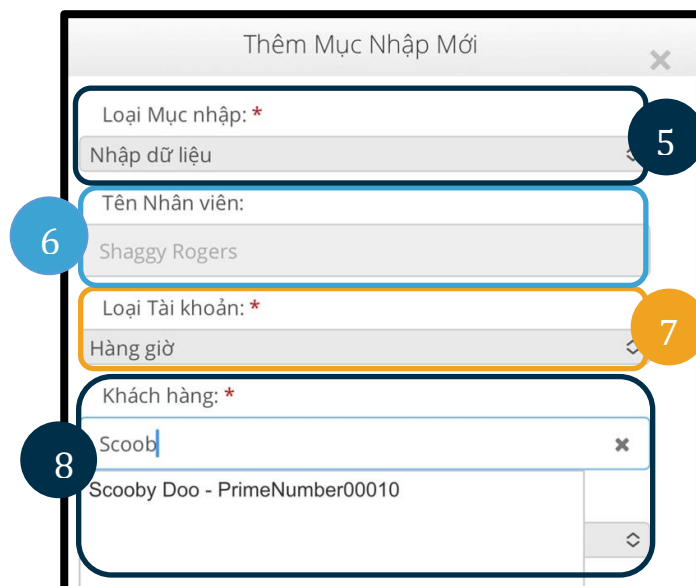 Thêm Mục Nhập Mới
Loại Mục nhập: *
Nhập dữ liệu
5
Tên Nhân viên:
6
Shaggy Rogers
Loại Tài khoản: *
7
Hàng giờ
Khách hàng: *
Scoob
8
Scooby Doo - PrimeNumber00010